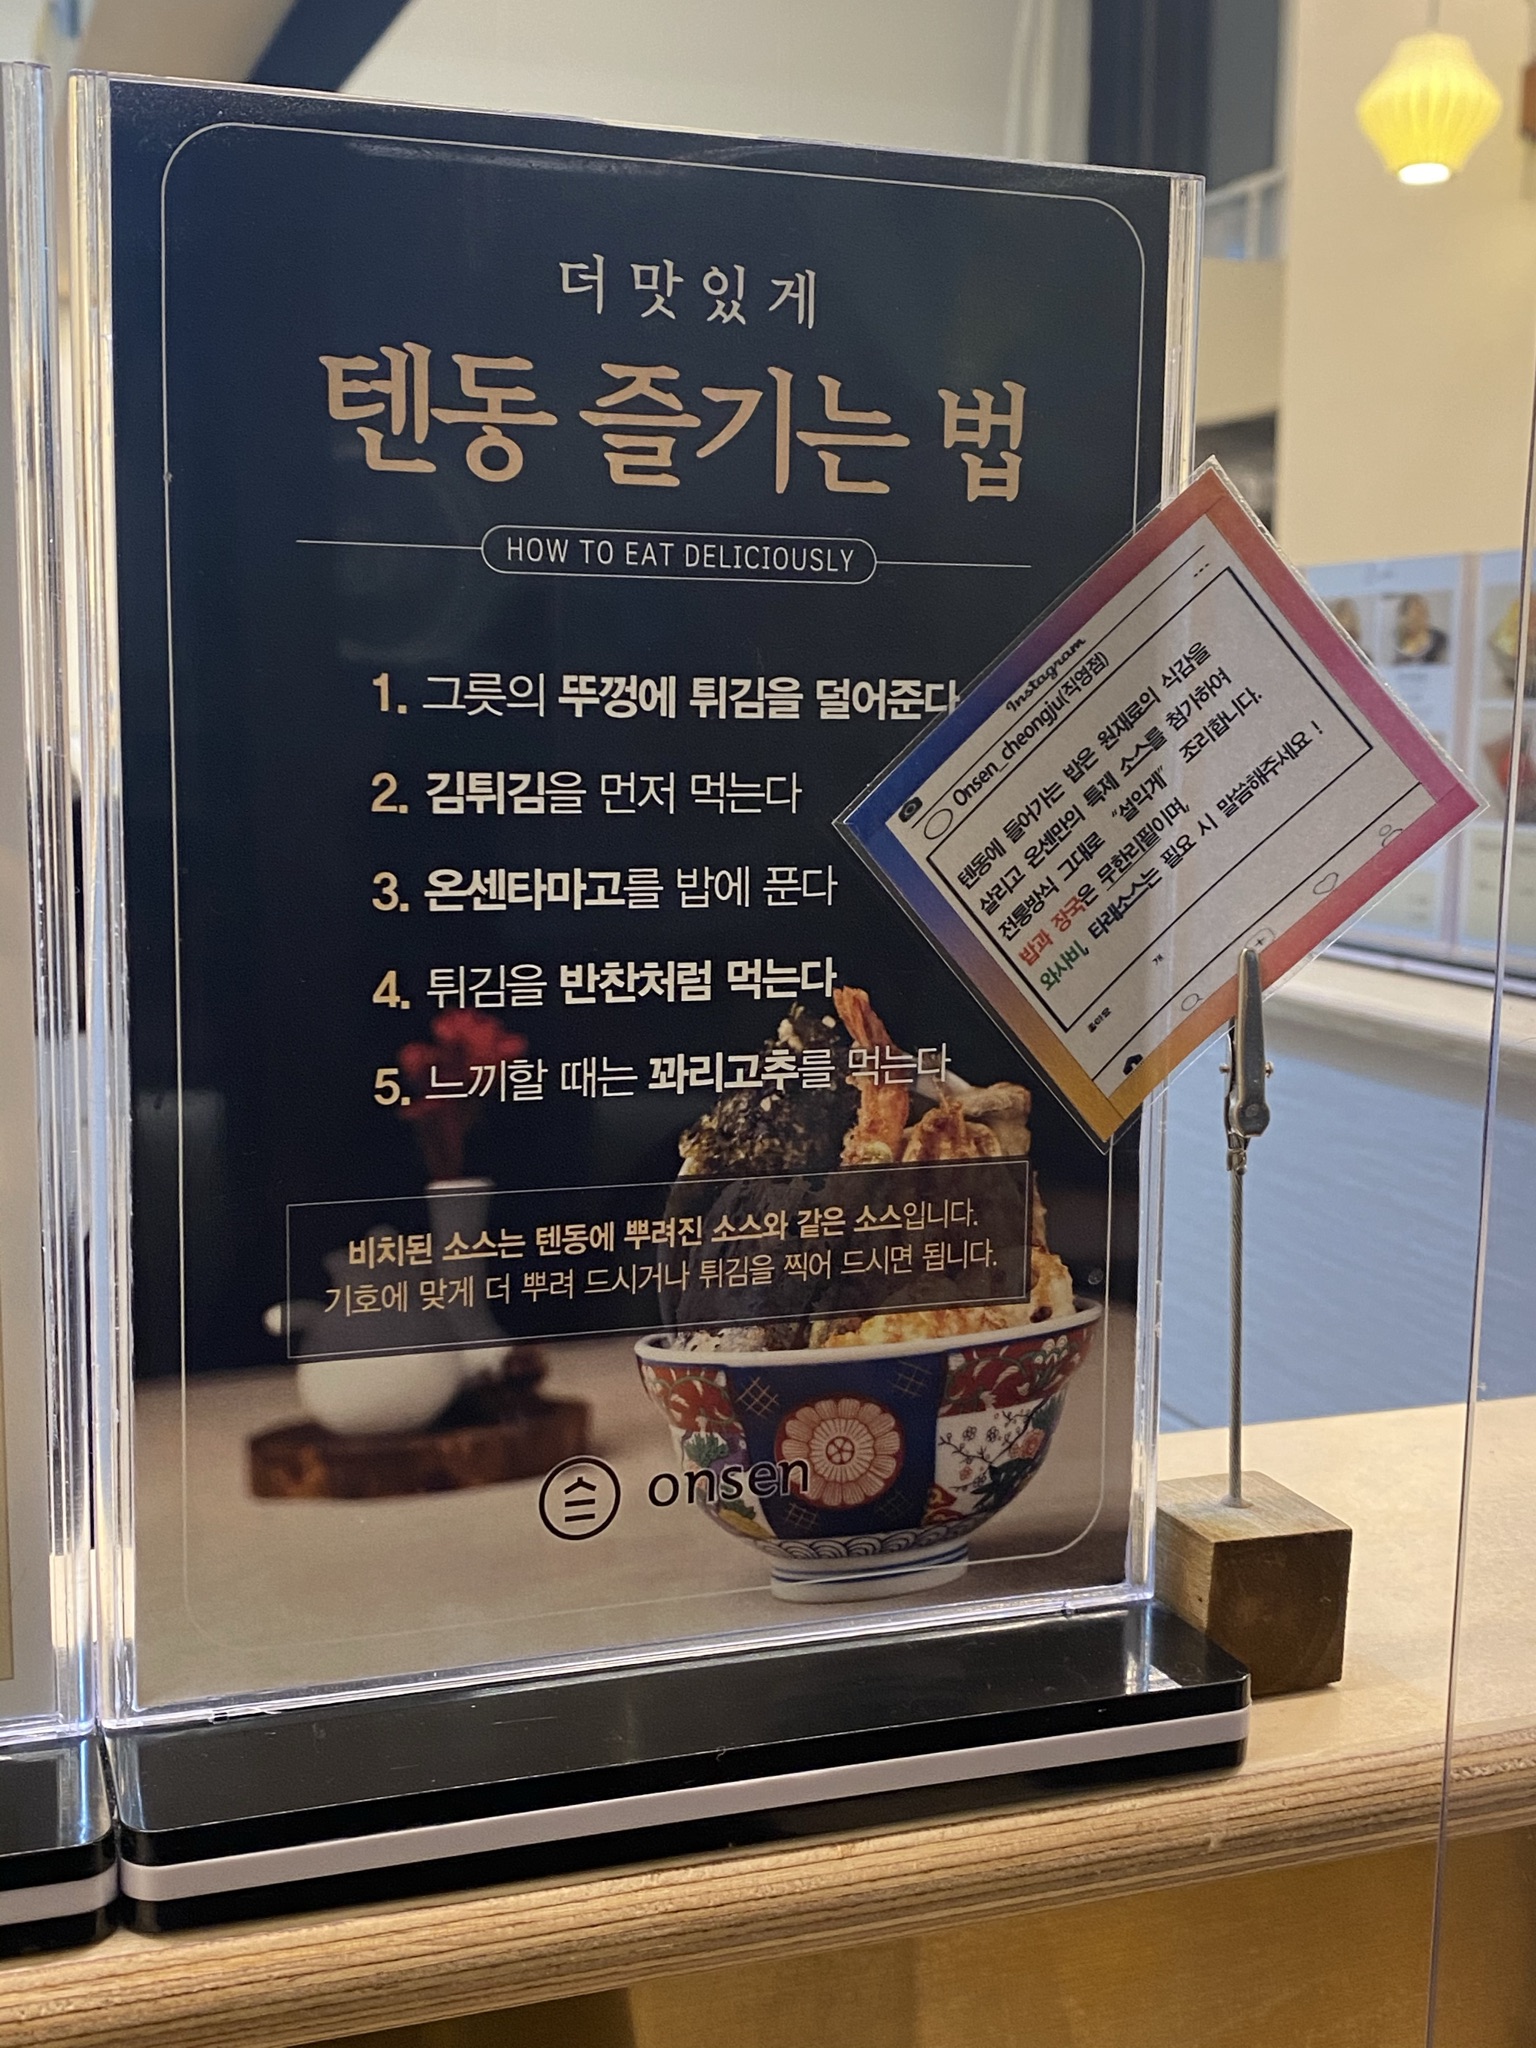 더 맛있게
텐동 즐기는 법
HOW TO EAT DELICIOUSLY
1. 그릇의 뚜껑에 튀김을 덜어준다
2. 김튀김을 먼저 먹는다
3. 온센타마고를 밥에 푼다
4. 튀김을 반찬처럼 먹는다
5. 느끼할 때는 꽈리고추를 먹는다
비치된 소스는 텐동에 뿌려진 소스와 같은 소스입니다.
기호에 맞게 더 뿌려 드시거나 튀김을 찍어 드시면 됩니다.
onsen
Instagram
Onsen_cheongju(직영점)
텐동에 들어가는 밥은 원재료의 식감을
살리고 온센만의 특제 소스를 첨가하여
전통방식 그대로 "설익게" 조리합니다.
밥과 장국은 무한리필이며,
와사비, 타래소스는 필요 시 말씀해주세요!
좋아요 개